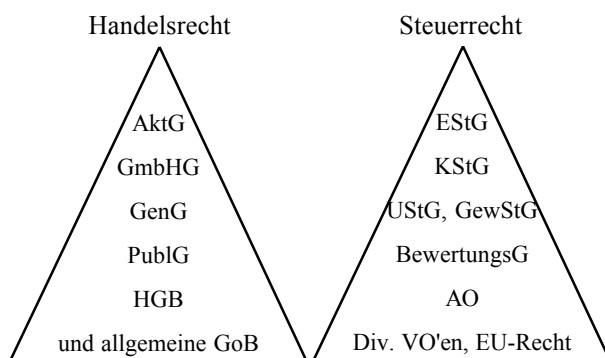 Handelsrecht
AktG
GmbHG
GenG
PublG
HGB
und allgemeine GoB
Steuerrecht
EStG
KStG
UStG, GewStG
BewertungsG
AO
Div. VO'en, EU-Recht